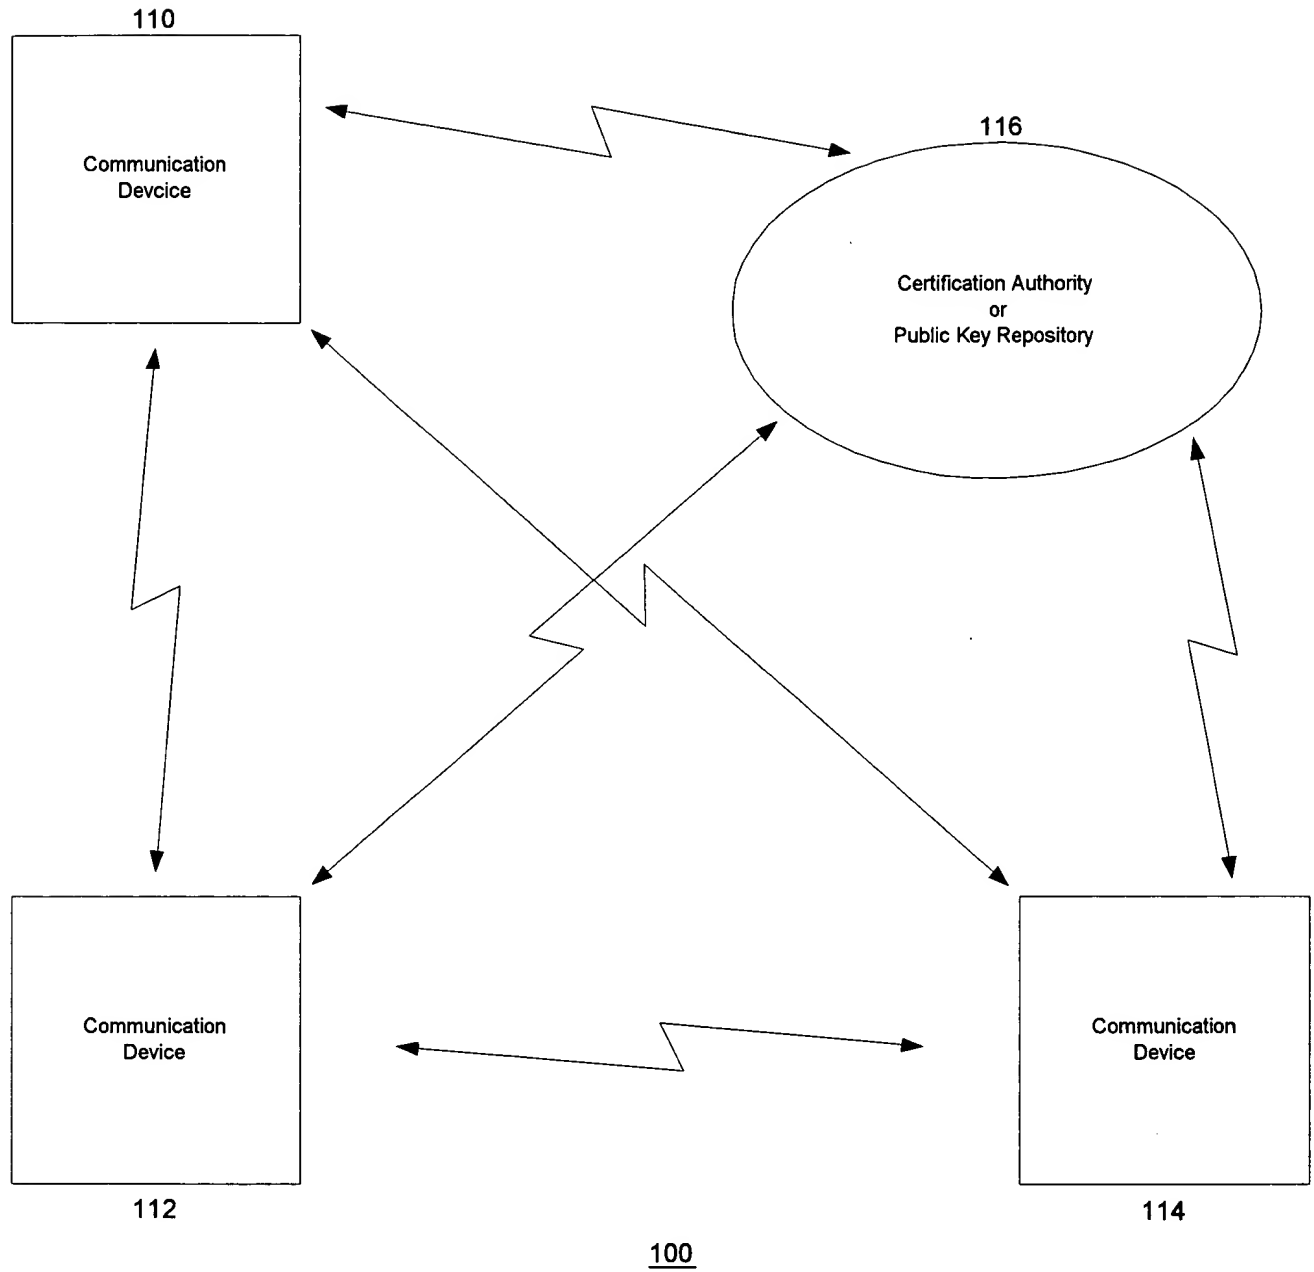 110
Communication
Devcice
116
Certification Authority
or
Public Key Repository
Communication
Device
112
Communication
Device
114
100